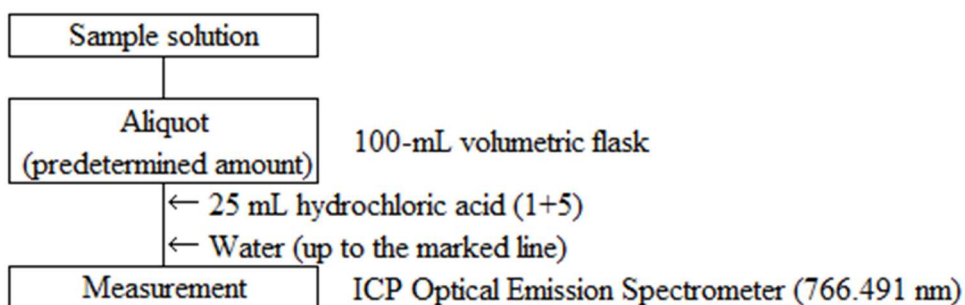 Sample solution
Aliquot
(predetermined amount)
100-mL volumetric flask
← 25 mL hydrochloric acid (1+5)
← Water (up to the marked line)
Measurement
ICP Optical Emission Spectrometer (766.491 nm)